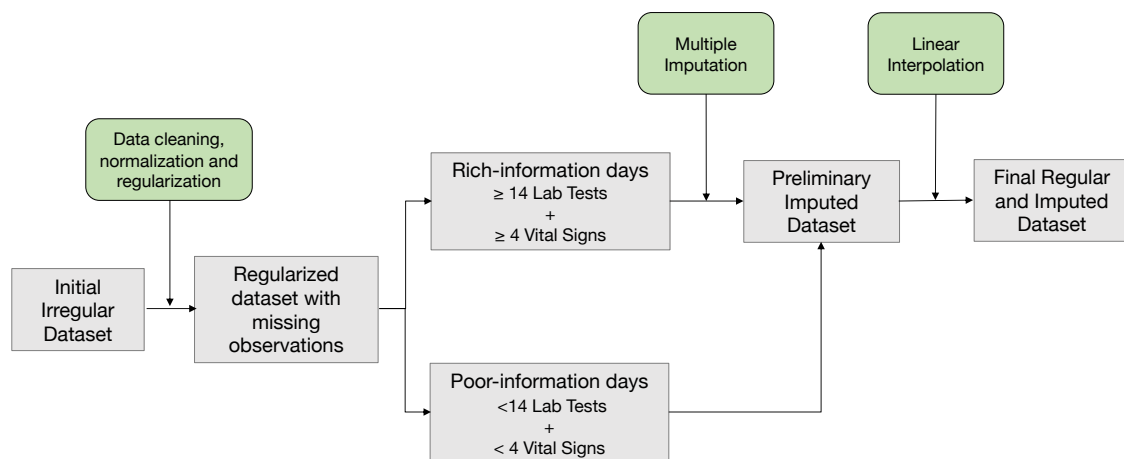 Multiple
Imputation
Linear
Interpolation
Data cleaning,
normalization and
regularization
Rich-information days
≥ 14 Lab Tests
+
≥ 4 Vital Signs
Preliminary
Imputed
Dataset
Final Regular
and Imputed
Dataset
Initial
Irregular
Dataset
Regularized
dataset with
missing
observations
Poor-information days
<14 Lab Tests
+
< 4 Vital Signs